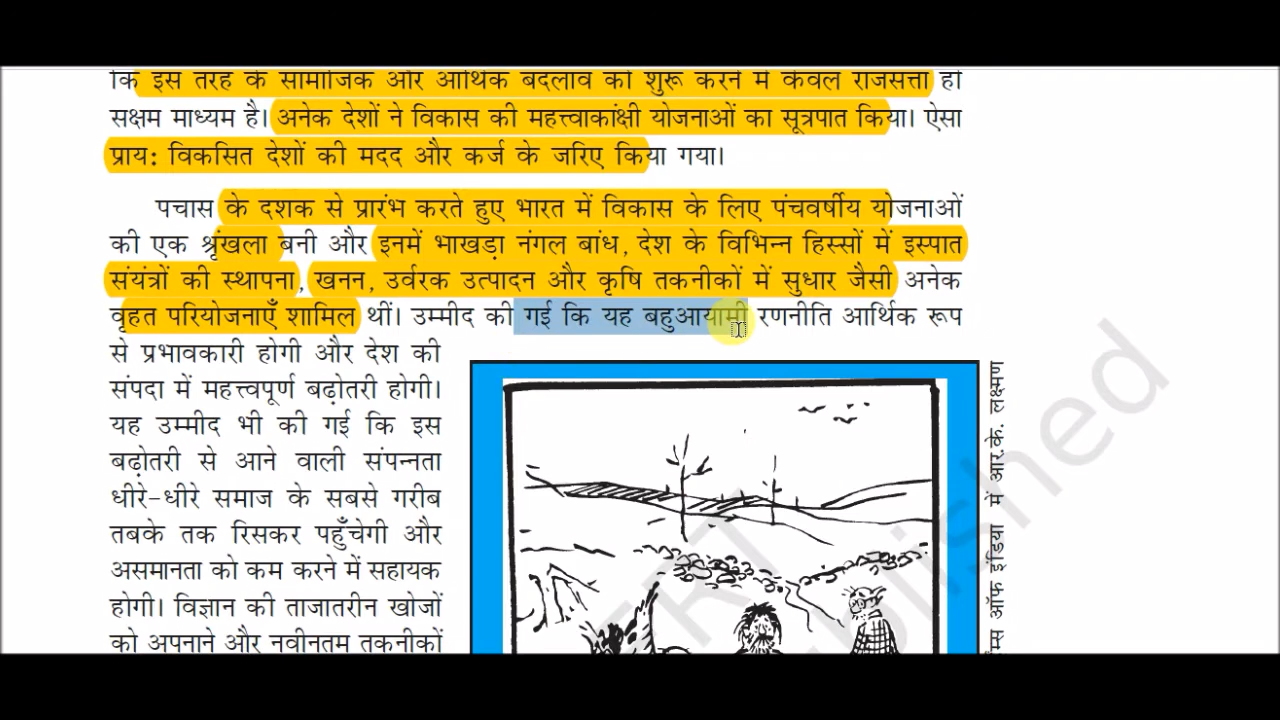 कि इस तरह के सामाजिक और आर्थिक बदलाव को शुरू करने में केवल राजसत्ता ही
सक्षम माध्यम है। अनेक देशों ने विकास की महत्त्वाकांक्षी योजनाओं का सूत्रपात किया। ऐसा
प्राय: विकसित देशों की मदद और कर्ज के जरिए किया गया।
पचास के दशक से प्रारंभ करते हुए भारत में विकास के लिए पंचवर्षीय योजनाओं
की एक श्रृंखला बनी और इनमें भाखड़ा नंगल बांध, देश के विभिन्न हिस्सों में इस्पात
संयंत्रों की स्थापना, खनन, उर्वरक उत्पादन और कृषि तकनीकों में सुधार जैसी अनेक
वृहत परियोजनाएँ शामिल थीं। उम्मीद की गई कि यह बहुआयामी रणनीति आर्थिक रूप
से प्रभावकारी होगी और देश की
संपदा में महत्त्वपूर्ण बढ़ोतरी होगी।
यह उम्मीद भी की गई कि इस
बढ़ोतरी से आने वाली संपन्नता
धीरे-धीरे समाज के सबसे गरीब
तबके तक रिसकर पहुँचेगी और
असमानता को कम करने में सहायक
होगी। विज्ञान की ताजातरीन खोजों
को अपनाने और नवीनतम तकनीकों
ऑफ इंडिया में आर.के. लक्ष्मण